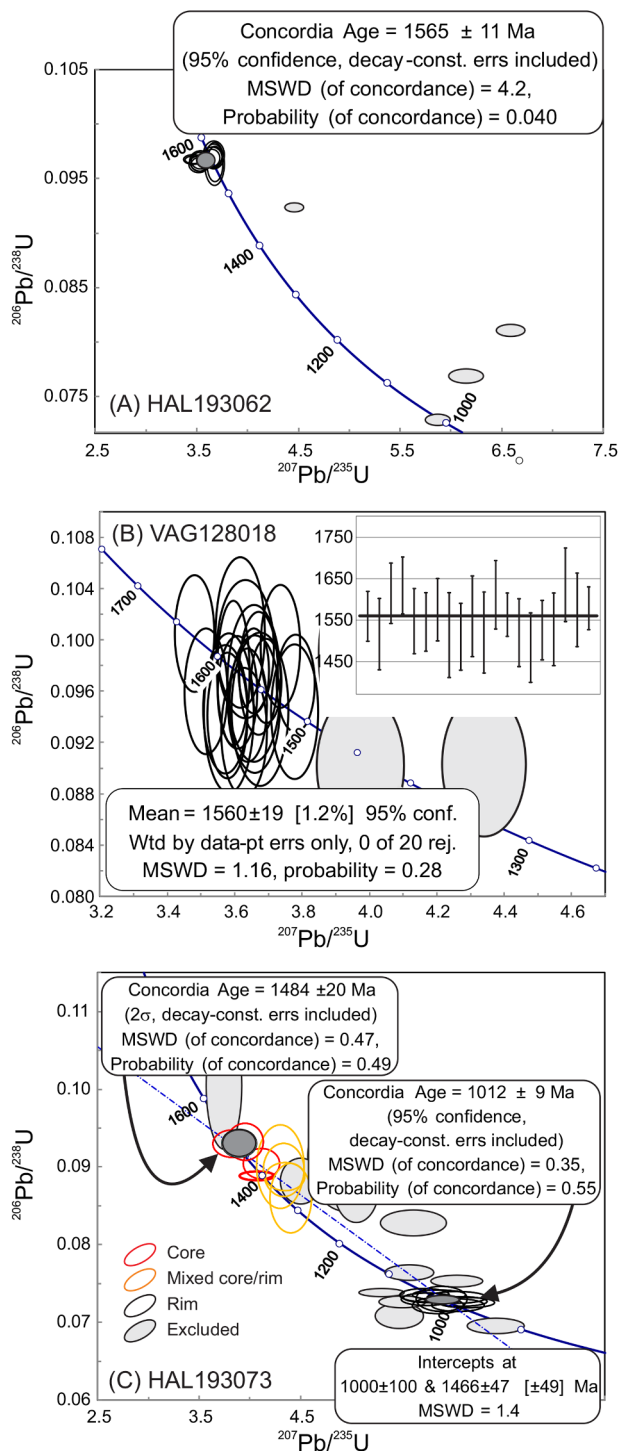 Concordia Age = 1565 ± 11 Ma
(95% confidence, decay-const. errs included)
MSWD (of concordance) = 4.2,
Probability (of concordance) = 0.040
0.105
0.095
0.085
0.075
206Pb/238U
1600
1400
1200
1000
(A) HAL193062
2.5 3.5 4.5 5.5 6.5 7.5
207Pb/235U
(B) VAG128018
0.108
0.104
0.100
0.096
0.092
0.088
0.084
0.080
206Pb/238U
1700
1600
1500
1300
1750
1650
1550
1450
Mean = 1560±19 [1.2%] 95% conf.
Wtd by data-pt errs only, 0 of 20 rej.
MSWD = 1.16, probability = 0.28
3.2 3.4 3.6 3.8 4.0 4.2 4.4 4.6
207Pb/235U
Concordia Age = 1484 ±20 Ma
(2σ, decay-const. errs included)
MSWD (of concordance) = 0.47,
Probability (of concordance) = 0.49
Concordia Age = 1012 ± 9 Ma
(95% confidence,
decay-const. errs included)
MSWD (of concordance) = 0.35,
Probability (of concordance) = 0.55
0.11
0.10
0.09
0.08
0.07
0.06
206Pb/238U
1600
1400
1200
1000
Core
Mixed core/rim
Rim
Excluded
(C) HAL193073
Intercepts at
1000±100 & 1466±47 [±49] Ma
MSWD = 1.4
2.5 3.5 4.5
207Pb/235U